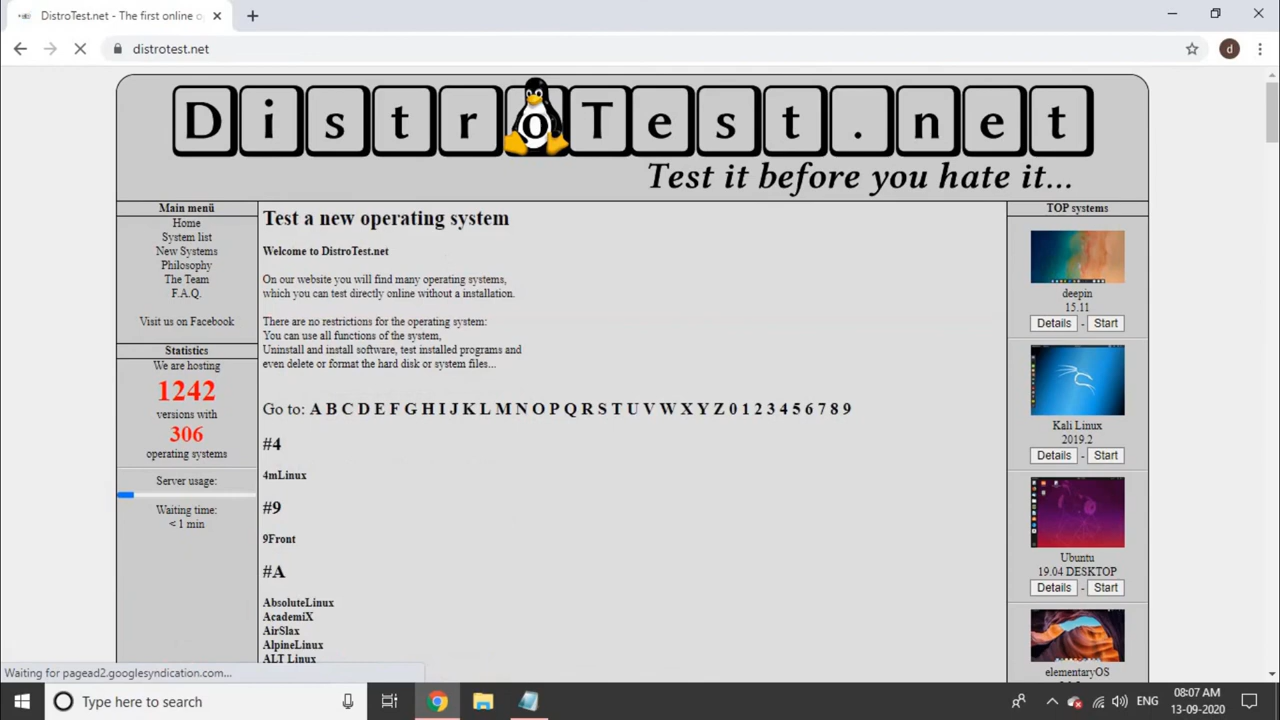 DistroTest.net - The first online o
distrotest.net
d
DistroTest.net
Test it before you hate it...
Main menü
Home
System list
New Systems
Philosophy
The Team
F.A.Q.
Visit us on Facebook
Statistics
We are hosting
1242
versions with
306
operating systems
Server usage:
Waiting time:
< 1 min
Test a new operating system
Welcome to DistroTest.net
On our website you will find many operating systems,
which you can test directly online without a installation.
There are no restrictions for the operating system:
You can use all functions of the system,
Uninstall and install software, test installed programs and
even delete or format the hard disk or system files...
Go to: A B C D E F G H I J K L M N O P Q R S T U V W X Y Z 0 1 2 3 4 5 6 7 8 9
#4
4mLinux
#9
9Front
#A
AbsoluteLinux
AcademiX
AirSlax
AlpineLinux
ALT Linux
TOP systems
deepin
15.11
Details - Start
Kali Linux
2019.2
Details - Start
Ubuntu
19.04 DESKTOP
Details - Start
elementaryOS
Waiting for pagead2.googlesyndication.com...
Type here to search
ENG
08:07 AM
13-09-2020